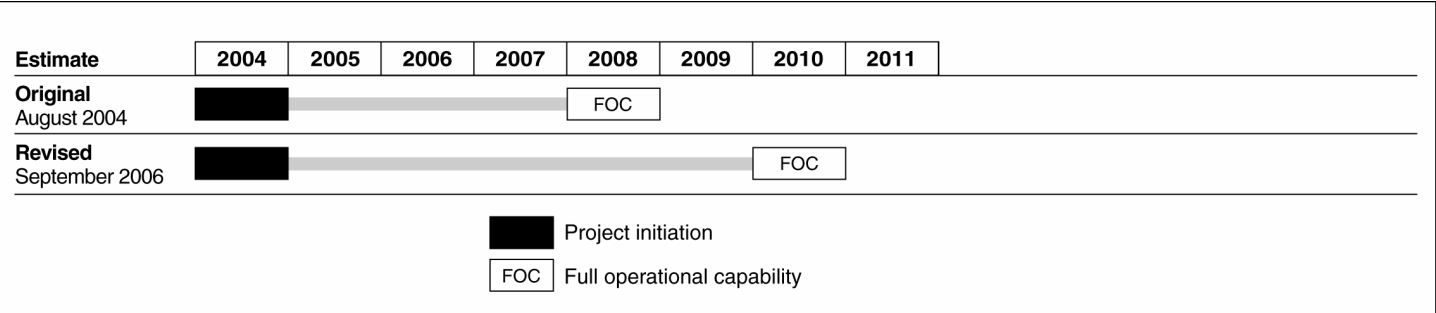 Estimate 2004 2005 2006 2007 2008 2009 2010 2011
Original
August 2004
FOC
Revised
September 2006
FOC
Project initiation
FOC Full operational capability